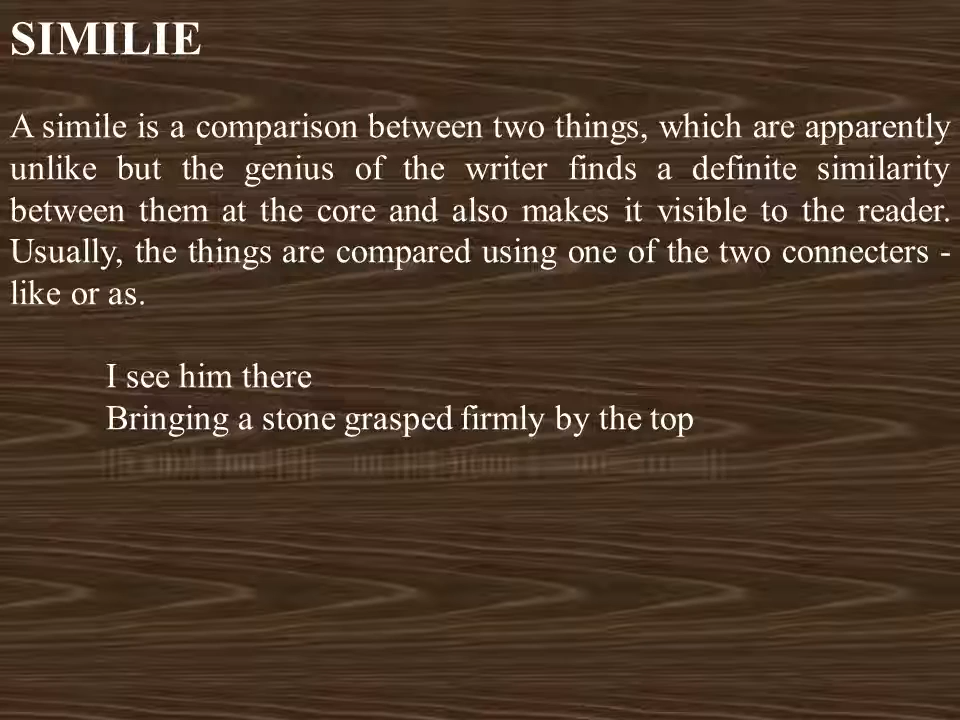 SIMILIE
A simile is a comparison between two things, which are apparently
unlike but the genius of the writer finds a definite similarity
between them at the core and also makes it visible to the reader.
Usually, the things are compared using one of the two connecters -
like or as.
I see him there
Bringing a stone grasped firmly by the top